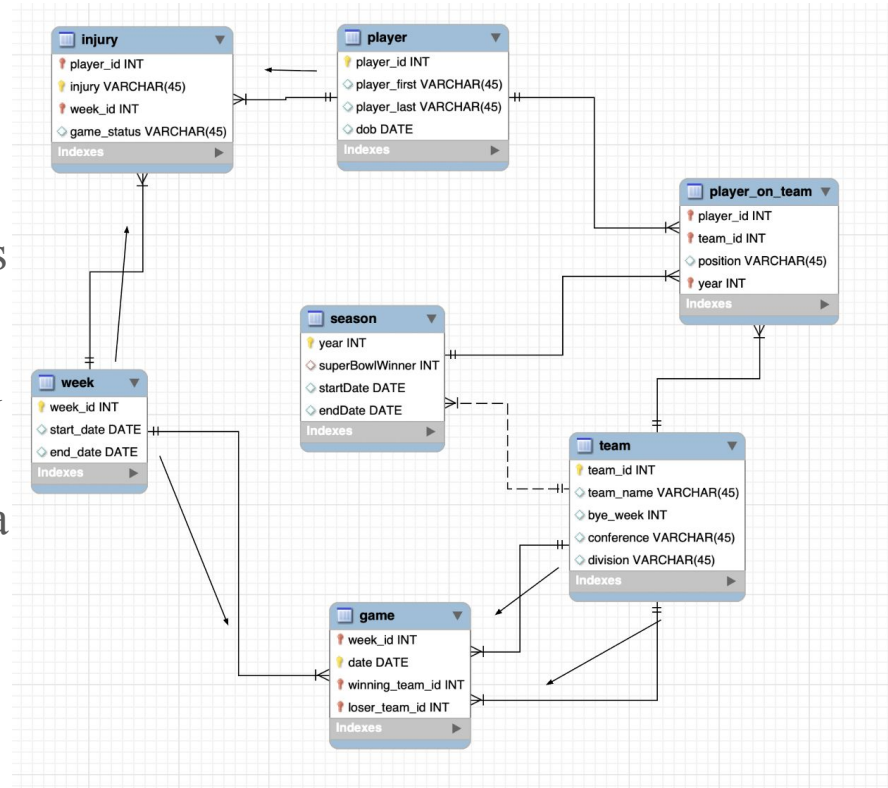 injury
player_id INT
injury VARCHAR(45)
week_id INT
game_status VARCHAR(45)
Indexes
player
player_id INT
player_first VARCHAR(45)
player_last VARCHAR(45)
dob DATE
Indexes
player_on_team
player_id INT
team_id INT
position VARCHAR(45)
year INT
Indexes
s
season
year INT
superBowlWinner INT
startDate DATE
endDate DATE
Indexes
week
week_id INT
start_date DATE
end_date DATE
Indexes
a
team
team_id INT
team_name VARCHAR(45)
bye_week INT
conference VARCHAR(45)
division VARCHAR(45)
Indexes
game
week_id INT
date DATE
winning_team_id INT
loser_team_id INT
Indexes